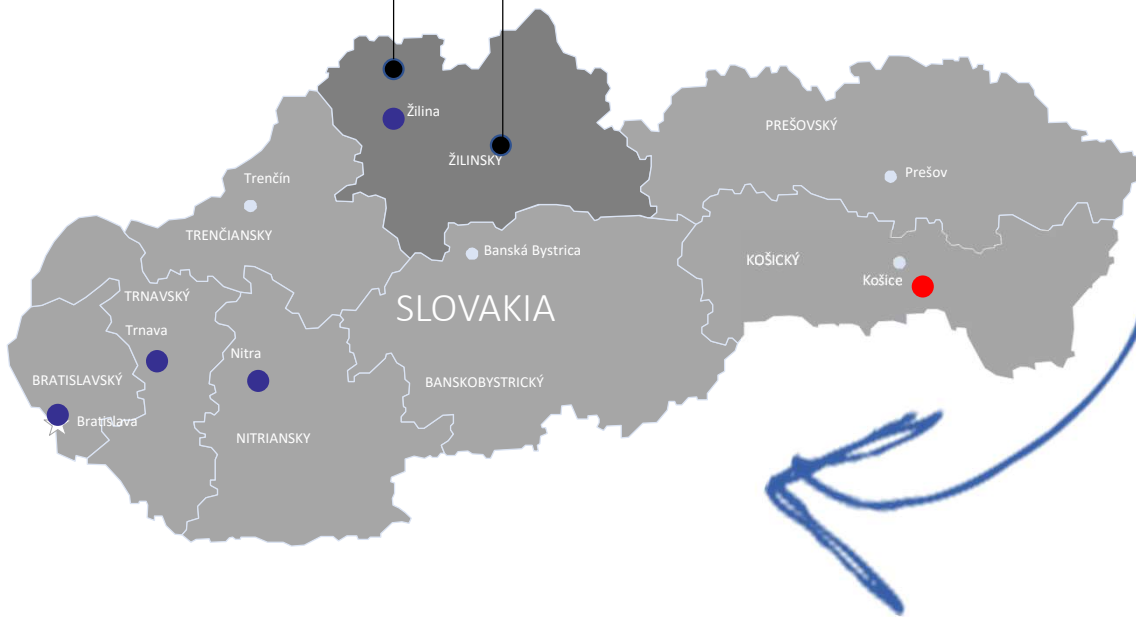 Žilina
PREŠOVSKÝ
ŽILINSKÝ
Prešov
Trenčín
TRENČIANSKY
Banská Bystrica
KOŠICKÝ
Košice
TRNAVSKÝ
SLOVAKIA
Trnava
Nitra
BRATISLAVSKÝ
BANSKOBYSTRICKÝ
Bratislava
NITRIANSKY